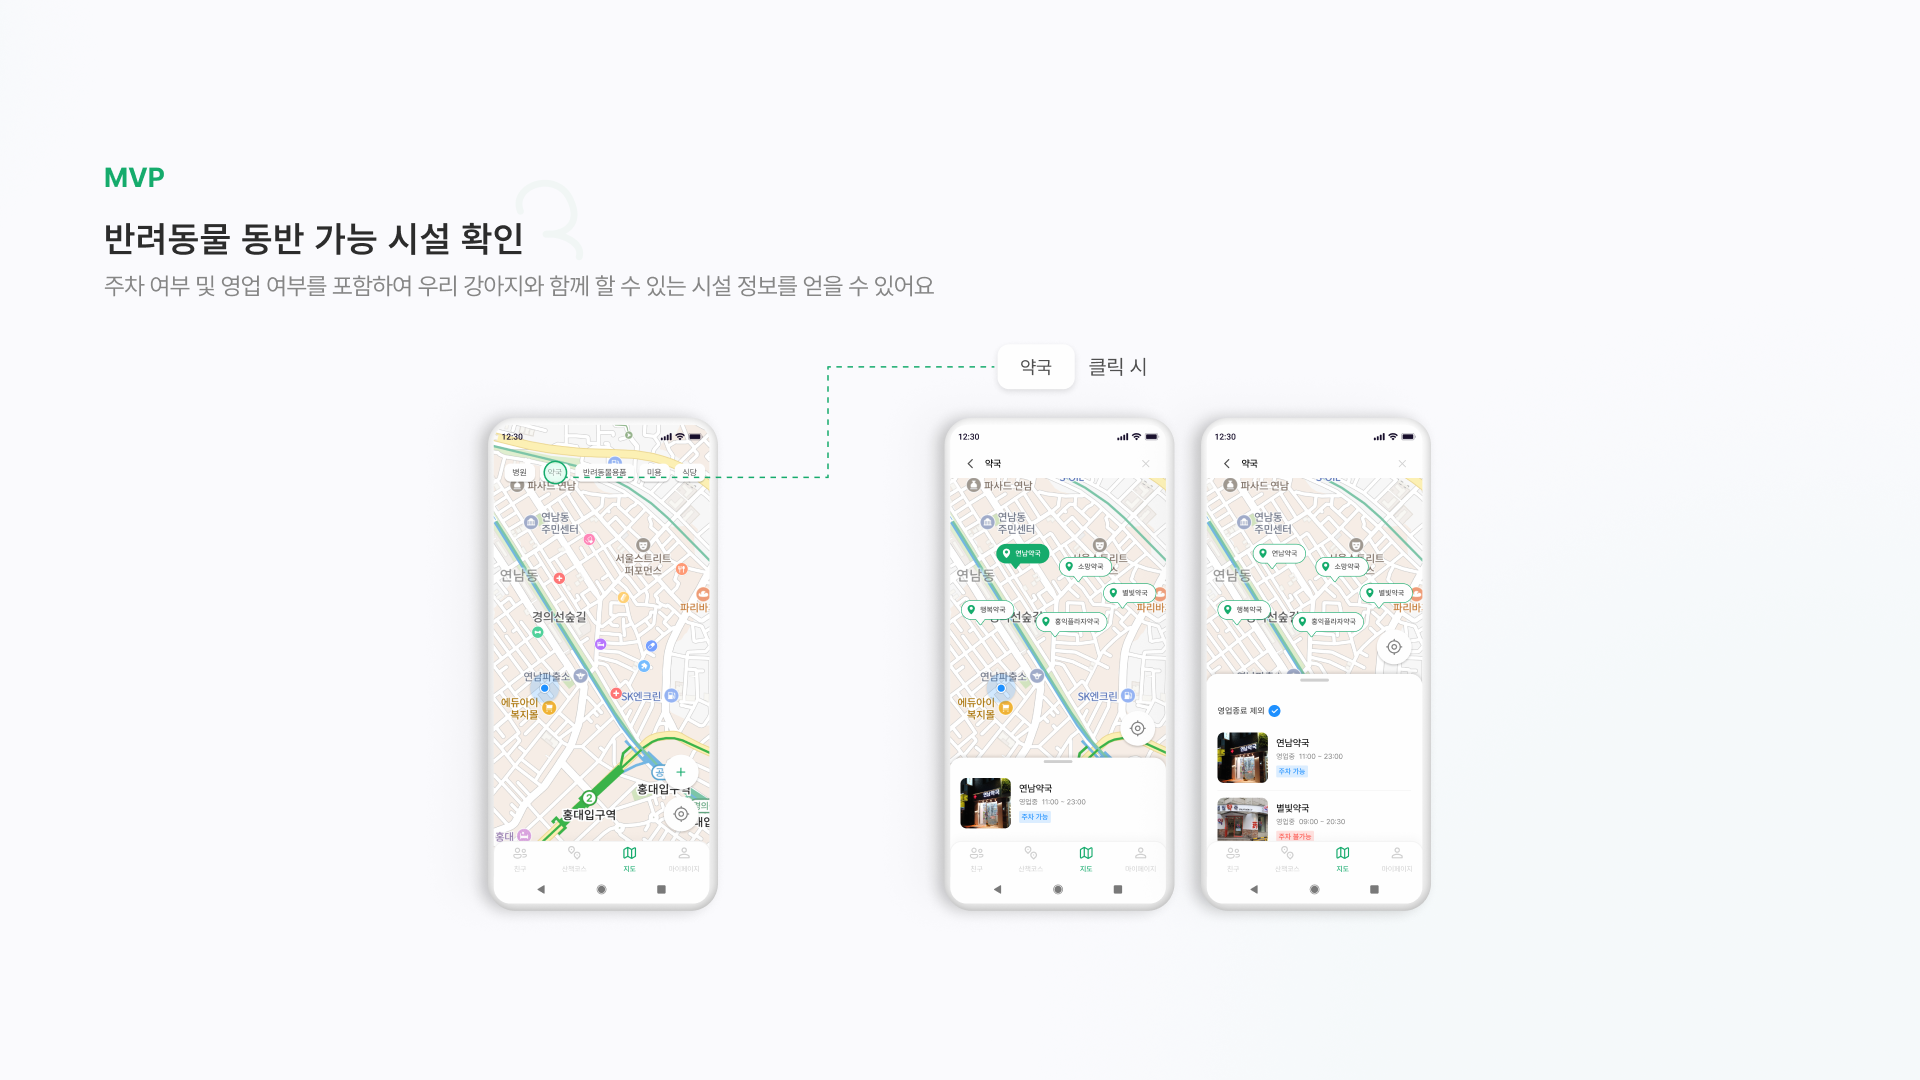 MVP
반려동물 동반 가능 시설 확인
주차 여부 및 영업 여부를 포함하여 우리 강아지와 함께 할 수 있는 시설 정보를 얻을 수 있어요
약국 클릭 시
12:30
병원 약국 반려동물용품 미용 식당
파사드 연남
연남동
주민센터
서울스트리트
퍼포먼스
연남동
파리바
경의선숲길
연남파출소
SK엔크린
에듀아이
복지몰
공
홍대입구
2
홍대입구역
홍대
친구 산책코스 지도 마이페이지
12:30
약국
파사드 연남
연남동
주민센터
연남약국
소망약국
연남동
별빛약국
파리바
행복약국
홍익플라자약국
연남파출소
SK엔크린
에듀아이
복지몰
연남약국
영업중 11:00 ~ 23:00
주차 가능
친구 산책코스 지도 마이페이지
12:30
약국
파사드 연남
연남동
주민센터
연남약국
소망약국
연남동
별빛약국
파리바
행복약국
홍익플라자약국
영업종료 제외
연남약국
영업중 11:00 ~ 23:00
주차 가능
별빛약국
영업중 09:00 ~ 20:30
주차 불가능
친구 산책코스 지도 마이페이지